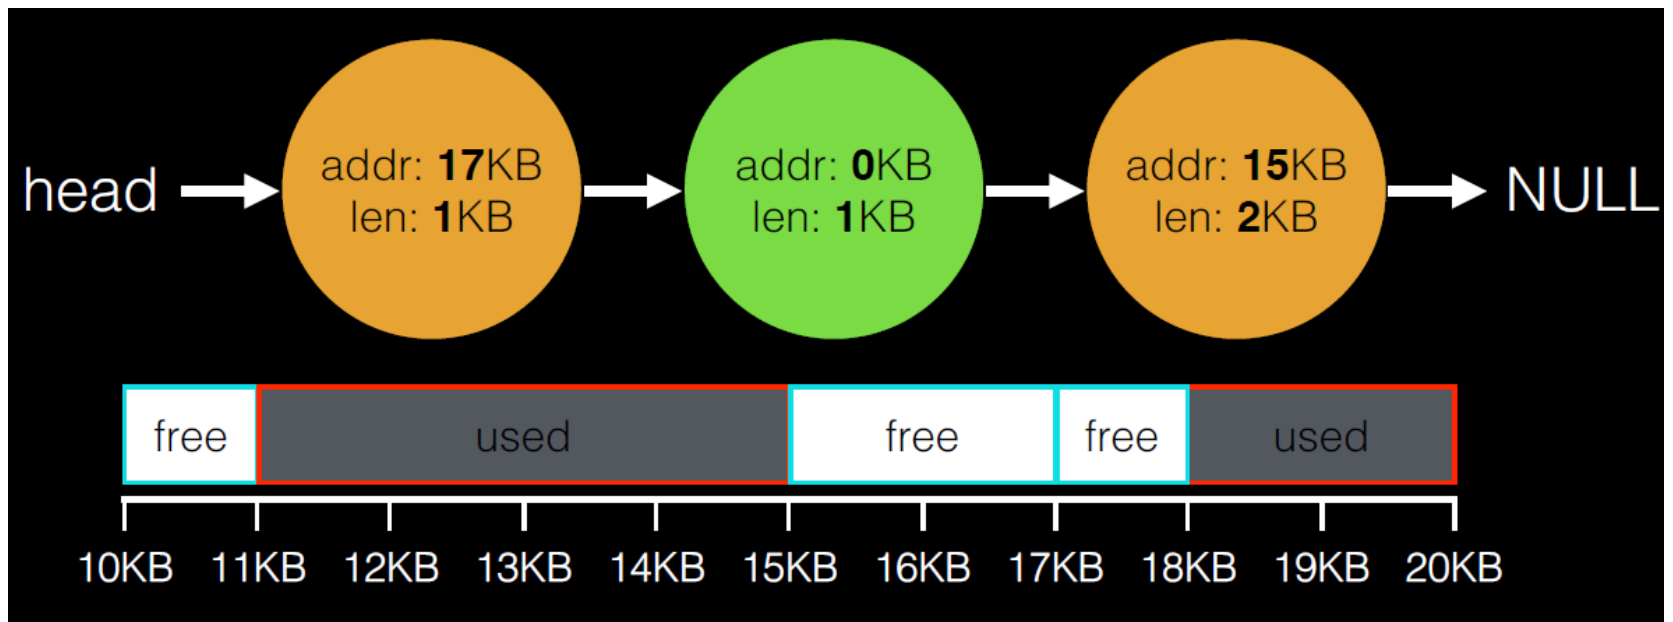 head
addr: 17KB
len: 1KB
addr: 0KB
len: 1KB
addr: 15KB
len: 2KB
NULL
free
used
free
free
used
10KB
11KB
12KB
13KB
14KB
15KB
16KB
17KB
18KB
19KB
20KB